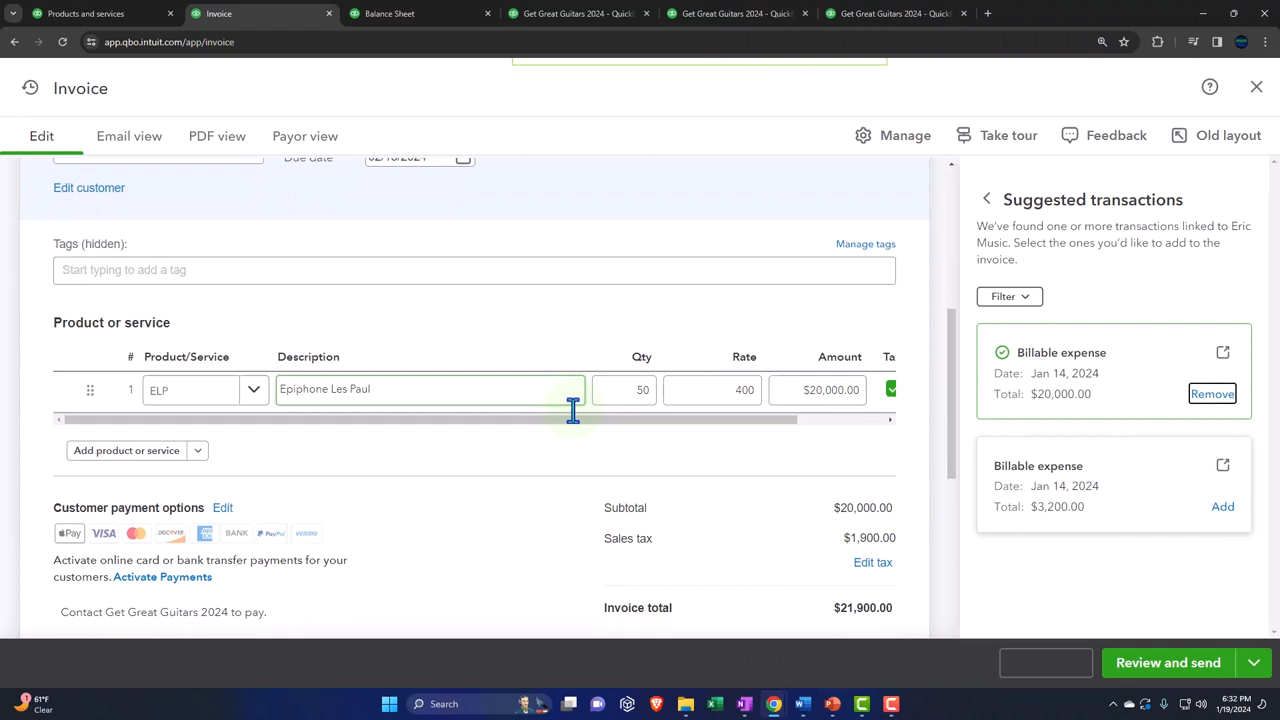 Products and services
Invoice
Balance Sheet
Get Great Guitars 2024 - Quick
Get Great Guitars 2024 - Quick
Get Great Guitars 2024 - Quick
app.qbo.intuit.com/app/invoice
Invoice
Edit
Email view
PDF view
Payor view
Manage
Take tour
Feedback
Old layout
Due date
Edit customer
Tags (hidden):
Manage tags
Start typing to add a tag
Product or service
# Product/Service Description Qty Rate Amount Ta
1 ELP Epiphone Les Paul 50 400 $20,000.00
Add product or service
Customer payment options Edit
Pay VISA DISCOVER BANK PayPal venmo
Activate online card or bank transfer payments for your
customers. Activate Payments
Contact Get Great Guitars 2024 to pay.
Subtotal $20,000.00
Sales tax $1,900.00
Edit tax
Invoice total $21,900.00
Suggested transactions
We've found one or more transactions linked to Eric
Music. Select the ones you'd like to add to the
invoice.
Filter
Billable expense
Date: Jan 14, 2024
Total: $20,000.00 Remove
Billable expense
Date: Jan 14, 2024
Total: $3,200.00 Add
Review and send
61°F
Clear
Search
6:32 PM
1/19/2024